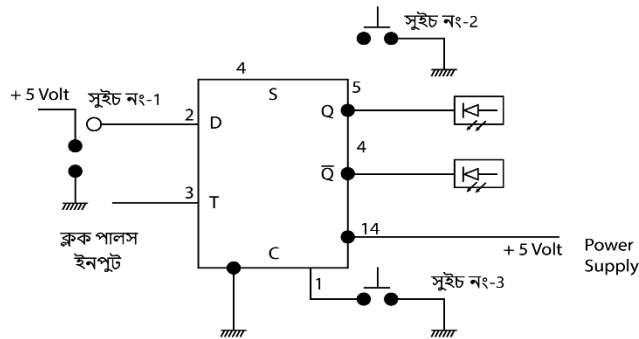 সুইচ নং-2
4
+ 5 Volt
সুইচ নং-1
S
5
2
D
Q
4
Q̅
3
T
14
ক্লক পালস
ইনপুট
+ 5 Volt
Power
Supply
C
1
সুইচ নং-3